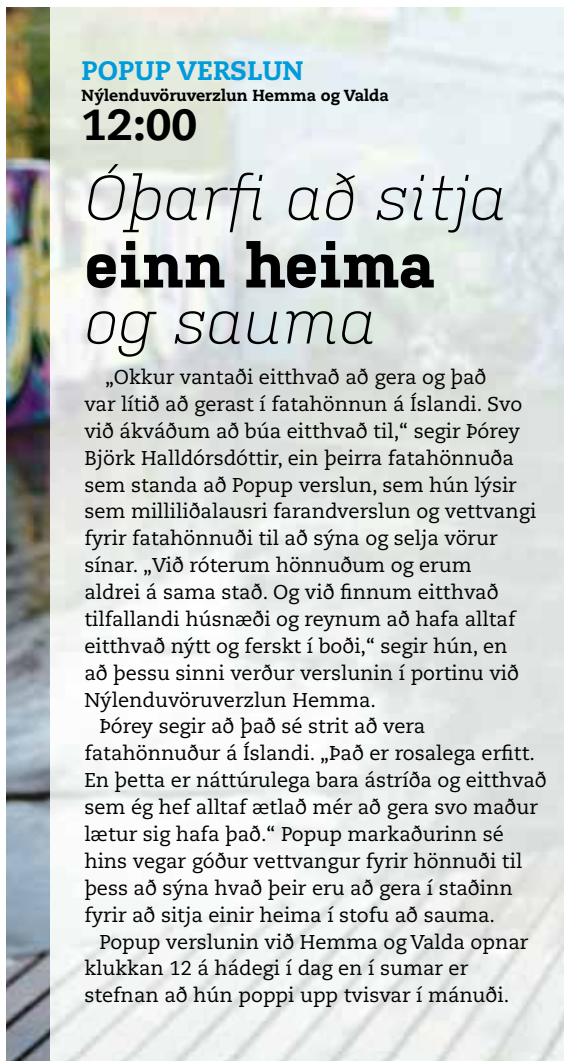 POPUP VERSLUN
Nýlenduvöruverzlun Hemma og Valda
12:00
Óþarfi að sitja
einn heima
og sauma
„Okkur vantaði eitthvað að gera og það
var lítið að gerast í fatahönnun á Íslandi. Svo
við ákváðum að búa eitthvað til,“ segir Þórey
Björk Halldórsdóttir, ein þeirra fatahönnuða
sem standa að Popup verslun, sem hún lýsir
sem milliliðalausri farandverslun og vettvangi
fyrir fatahönnuði til að sýna og selja vörur
sínar. „Við róterum hönnuðum og erum
aldrei á sama stað. Og við finnum eitthvað
tilfallandi húsnæði og reynum að hafa alltaf
eitthvað nýtt og ferskt í boði,“ segir hún, en
að þessu sinni verður verslunin í portinu við
Nýlenduvöruverzlun Hemma.
Þórey segir að það sé strit að vera
fatahönnuður á Íslandi. „Það er rosalega erfitt.
En þetta er náttúrulega bara ástríða og eitthvað
sem ég hef alltaf ætlað mér að gera svo maður
lætur sig hafa það.“ Popup markaðurinn sé
hins vegar góður vettvangur fyrir hönnuði til
þess að sýna hvað þeir eru að gera í staðinn
fyrir að sitja einir heima í stofu að sauma.
Popup verslunin við Hemma og Valda opnar
klukkan 12 á hádegi í dag en í sumar er
stefnan að hún poppi upp tvisvar í mánuði.